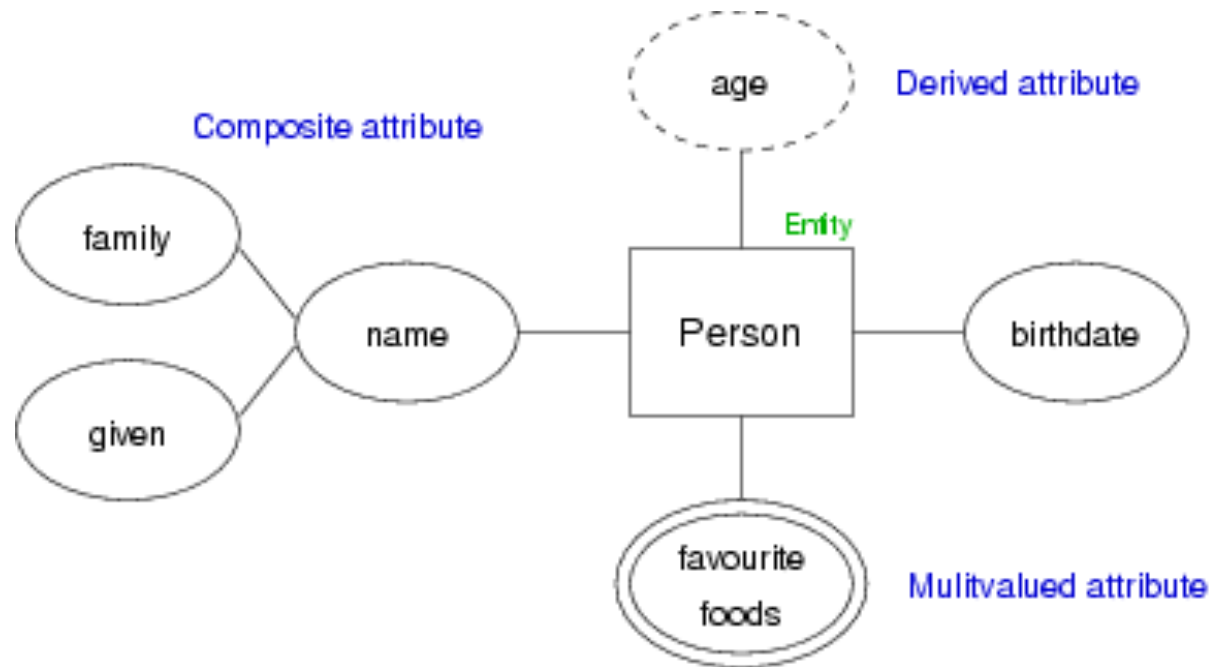 age
Derived attribute
Composite attribute
family
Entity
name
Person
birthdate
given
favourite
foods
Mulitvalued attribute